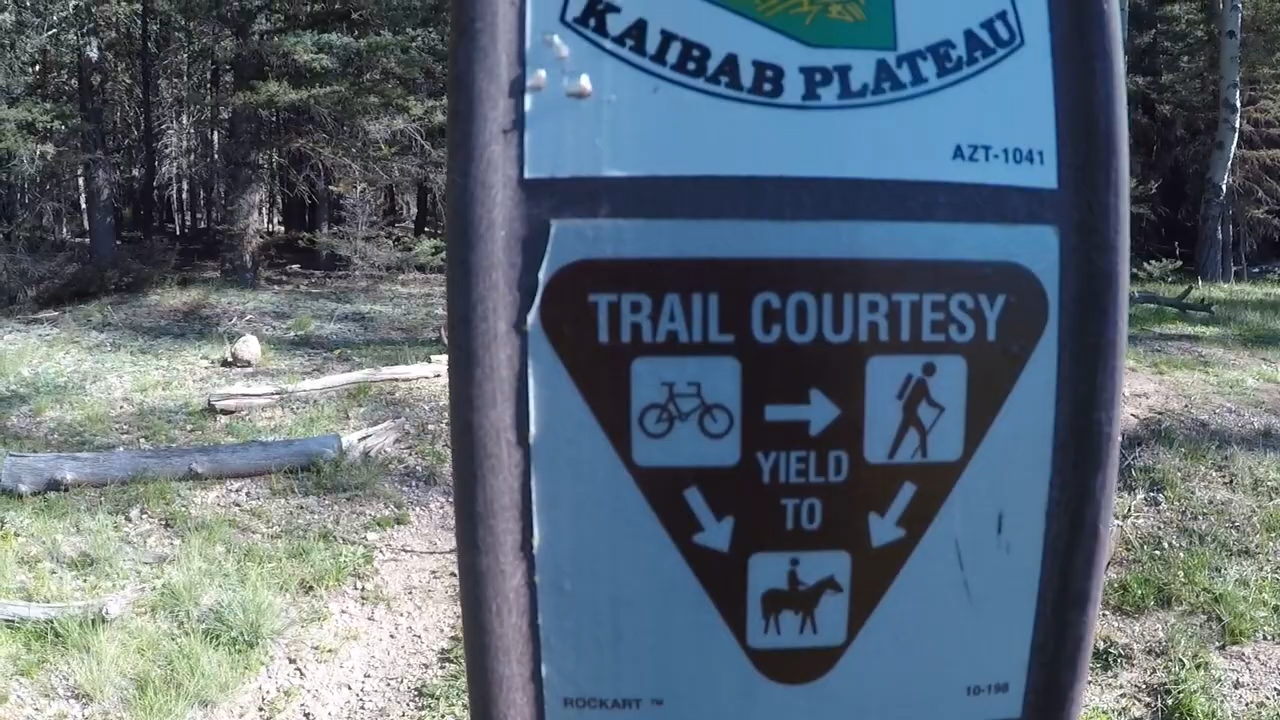 KAIBAB PLATEAU
AZT-1041
TRAIL COURTESY
YIELD
TO
ROCKART ™
10-198